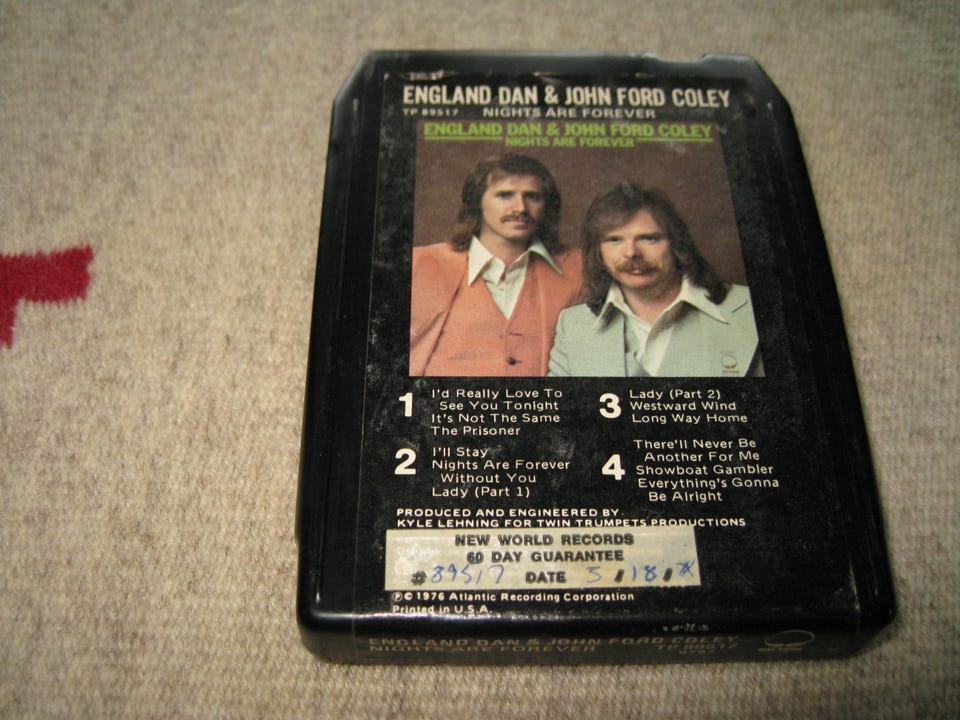 ENGLAND DAN & JOHN FORD COLEY
TP 89517 NIGHTS ARE FOREVER
ENGLAND DAN & JOHN FORD COLEY
NIGHTS ARE FOREVER
1 I'd Really Love To
See You Tonight
It's Not The Same
The Prisoner
2 I'll Stay
Nights Are Forever
Without You
Lady (Part 1)
3 Lady (Part 2)
Westward Wind
Long Way Home
4 There'll Never Be
Another For Me
Showboat Gambler
Everything's Gonna
Be Alright
PRODUCED AND ENGINEERED BY
KYLE LEHNING FOR TWIN TRUMPETS PRODUCTIONS
NEW WORLD RECORDS
60 DAY GUARANTEE
#89517 DATE 5/18/
℗© 1976 Atlantic Recording Corporation
Printed in U.S.A.
ENGLAND DAN & JOHN FORD COLEY
NIGHTS ARE FOREVER TP 89517